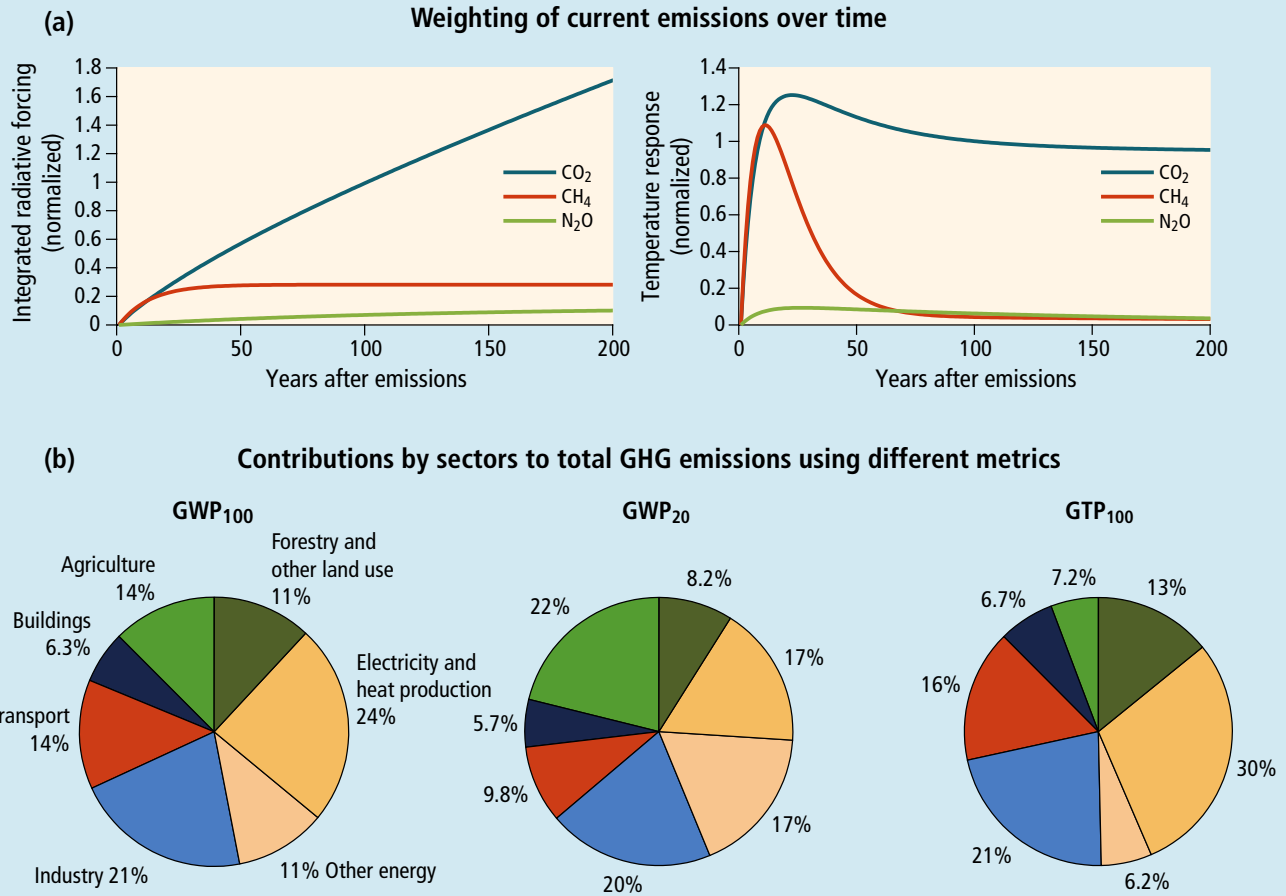 (a)
Weighting of current emissions over time
Integrated radiative forcing
(normalized)
1.8
1.6
1.4
1.2
1
0.8
0.6
0.4
0.2
0
CO₂
CH₄
N₂O
0 50 100 150 200
Years after emissions
Temperature response
(normalized)
1.4
1.2
1
0.8
0.6
0.4
0.2
0
CO₂
CH₄
N₂O
0 50 100 150 200
Years after emissions
(b)
Contributions by sectors to total GHG emissions using different metrics
GWP₁₀₀
Forestry and
other land use
11%
Electricity and
heat production
24%
11% Other energy
Industry 21%
ransport
14%
Buildings
6.3%
Agriculture
14%
GWP₂₀
8.2%
17%
17%
20%
9.8%
5.7%
22%
GTP₁₀₀
13%
30%
6.2%
21%
16%
6.7%
7.2%